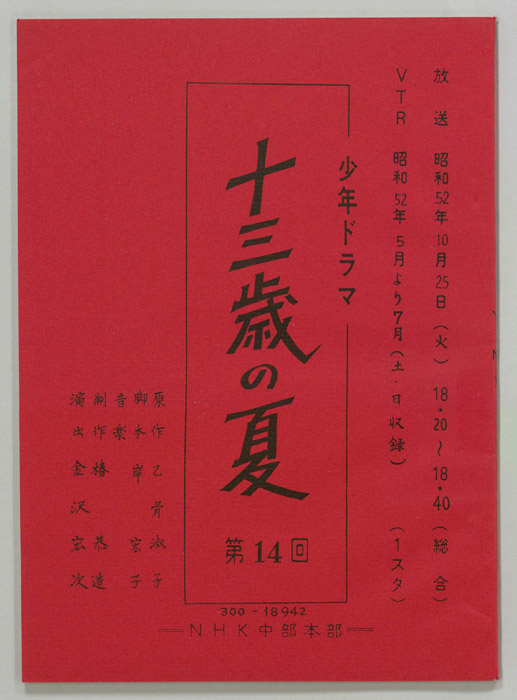 放送 昭和52年10月25日(火) 18・20〜18・40(総合)
VTR 昭和52年5月より7月(土・日収録) (1スタ)
少年ドラマ
十三歳の夏
第14回
原作 乙骨淑子
脚本 岸宏子
音楽
制作 椿恭造
演出 金沢宏次
300-18942
NHK中部本部